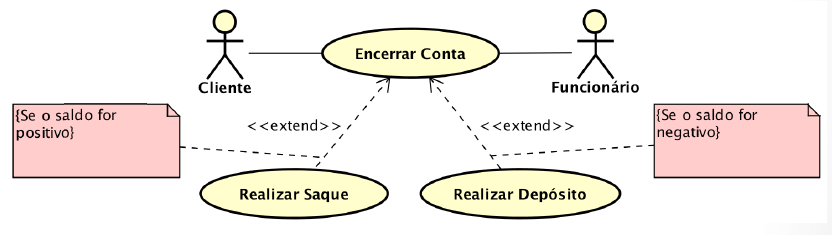 Encerrar Conta
Cliente
Funcionário
{Se o saldo for
positivo}
<<extend>>
<<extend>>
{Se o saldo for
negativo}
Realizar Saque
Realizar Depósito